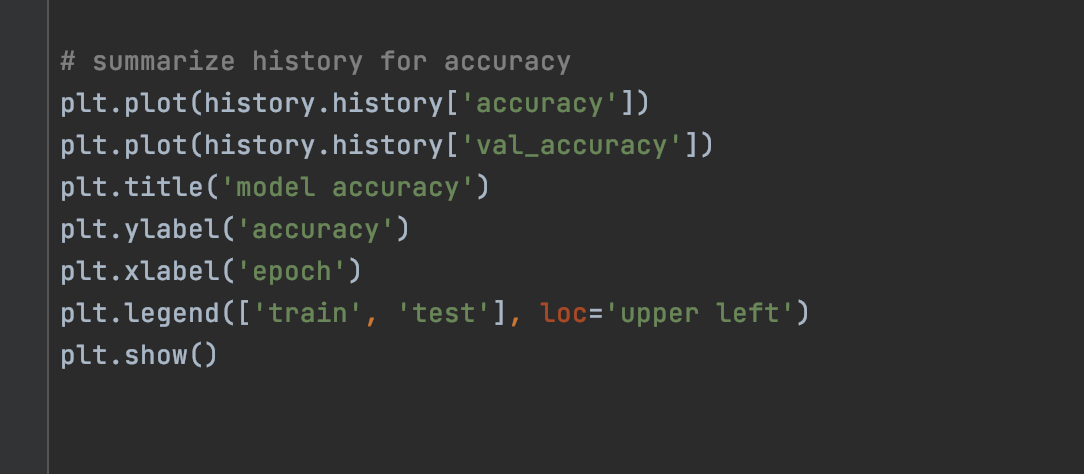 # summarize history for accuracy
plt.plot(history.history['accuracy'])
plt.plot(history.history['val_accuracy'])
plt.title('model accuracy')
plt.ylabel('accuracy')
plt.xlabel('epoch')
plt.legend(['train', 'test'], loc='upper left')
plt.show()